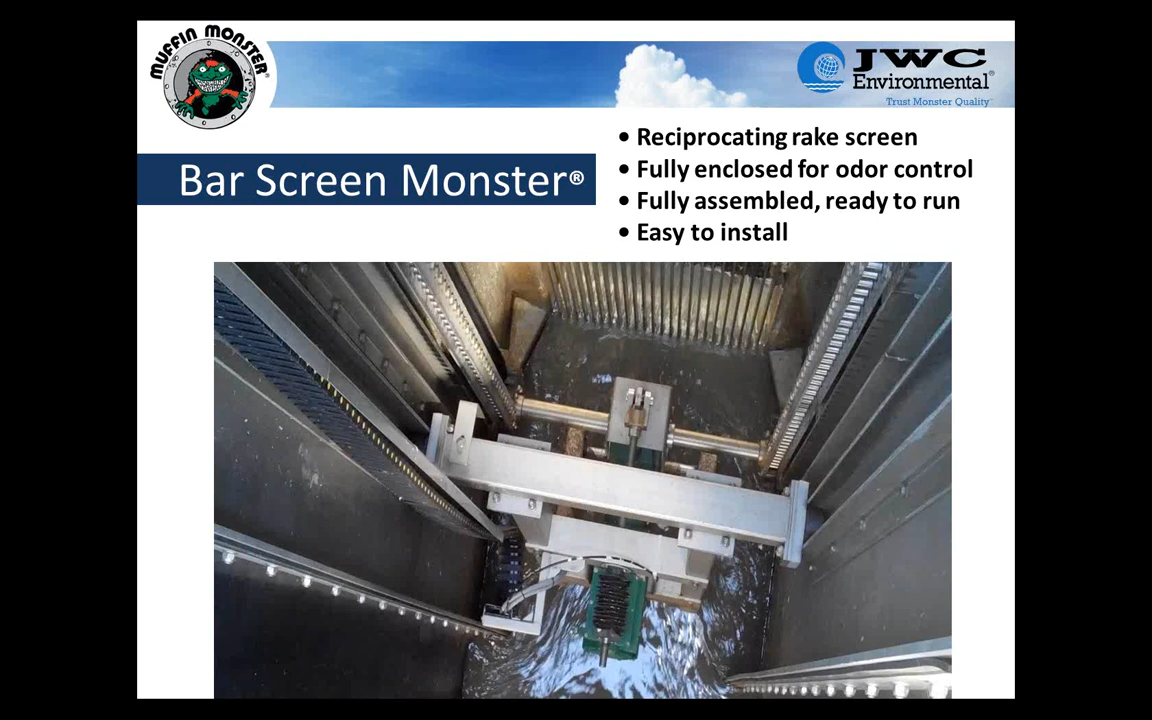 MUFFIN MONSTER®
JWC
Environmental®
Trust Monster Quality
Bar Screen Monster®
• Reciprocating rake screen
• Fully enclosed for odor control
• Fully assembled, ready to run
• Easy to install